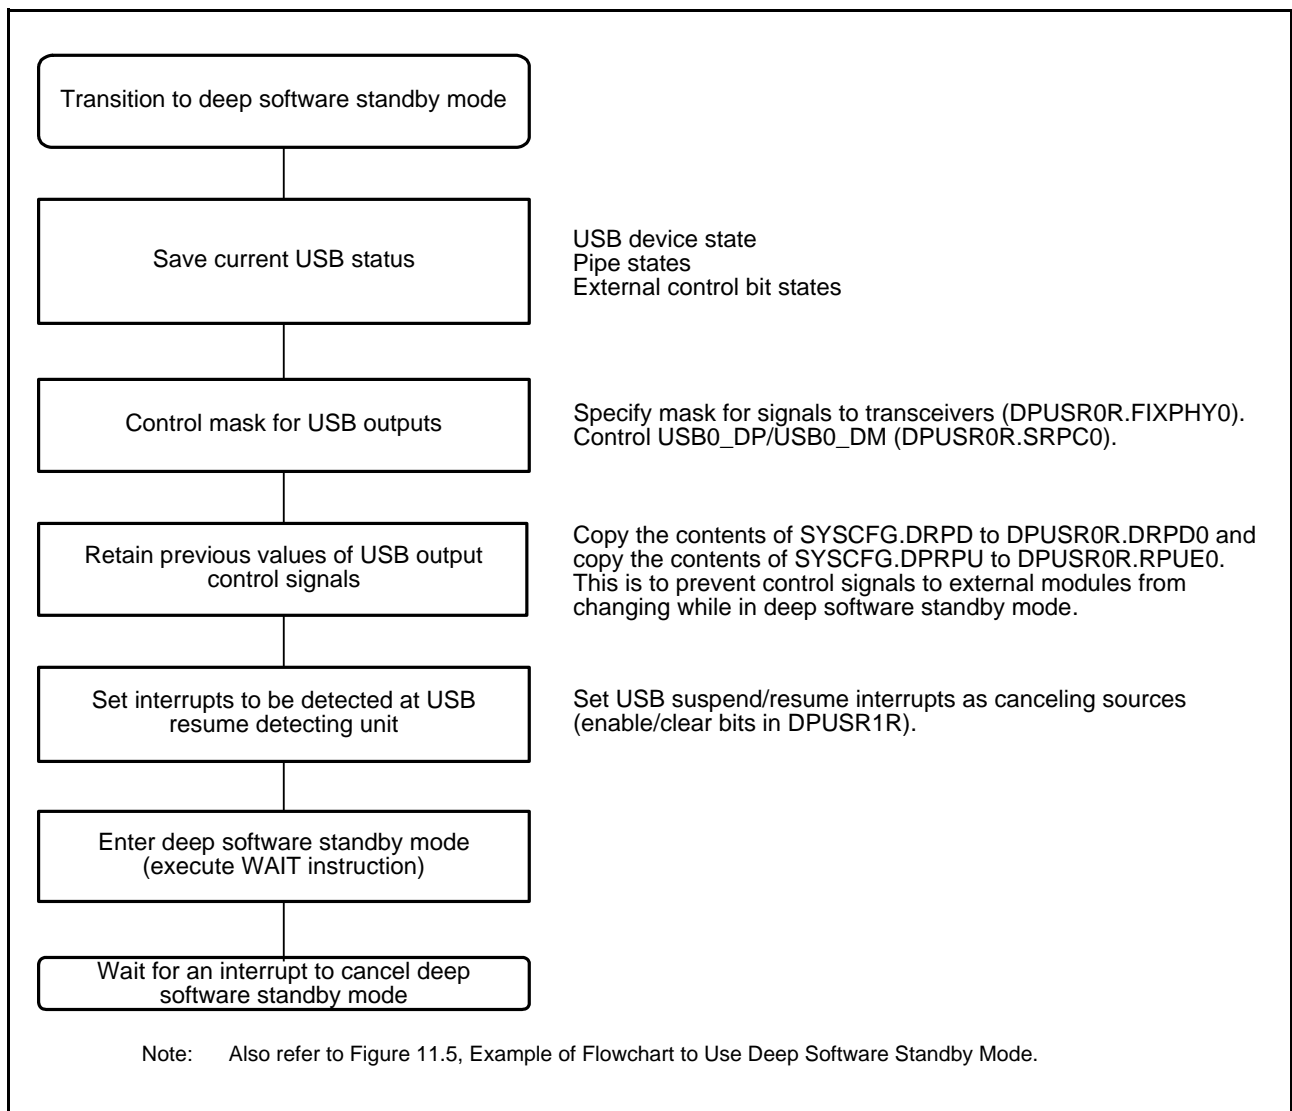 Transition to deep software standby mode
Save current USB status
USB device state
Pipe states
External control bit states
Control mask for USB outputs
Specify mask for signals to transceivers (DPUSR0R.FIXPHY0).
Control USB0_DP/USB0_DM (DPUSR0R.SRPC0).
Retain previous values of USB output
control signals
Copy the contents of SYSCFG.DRPD to DPUSR0R.DRPD0 and
copy the contents of SYSCFG.DPRPU to DPUSR0R.RPUE0.
This is to prevent control signals to external modules from
changing while in deep software standby mode.
Set interrupts to be detected at USB
resume detecting unit
Set USB suspend/resume interrupts as canceling sources
(enable/clear bits in DPUSR1R).
Enter deep software standby mode
(execute WAIT instruction)
Wait for an interrupt to cancel deep
software standby mode
Note: Also refer to Figure 11.5, Example of Flowchart to Use Deep Software Standby Mode.